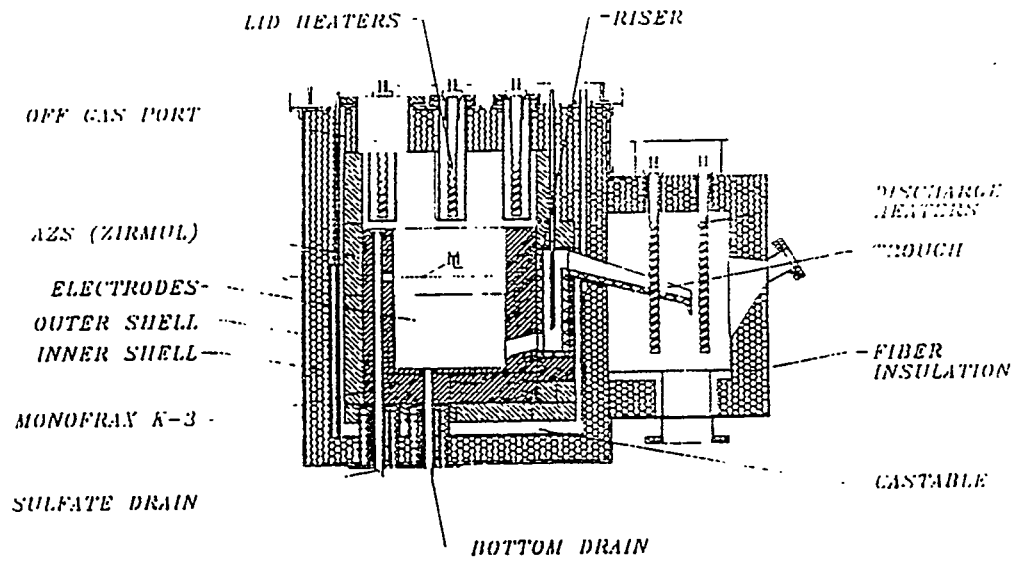 LID HEATERS
RISER
OFF GAS PORT
DISCHARGE
HEATERS
AZS (ZIRMUL)
TROUGH
ELECTRODES
OUTER SHELL
INNER SHELL
FIBER
INSULATION
MONOFRAX K-3
CASTABLE
SULFATE DRAIN
BOTTOM DRAIN